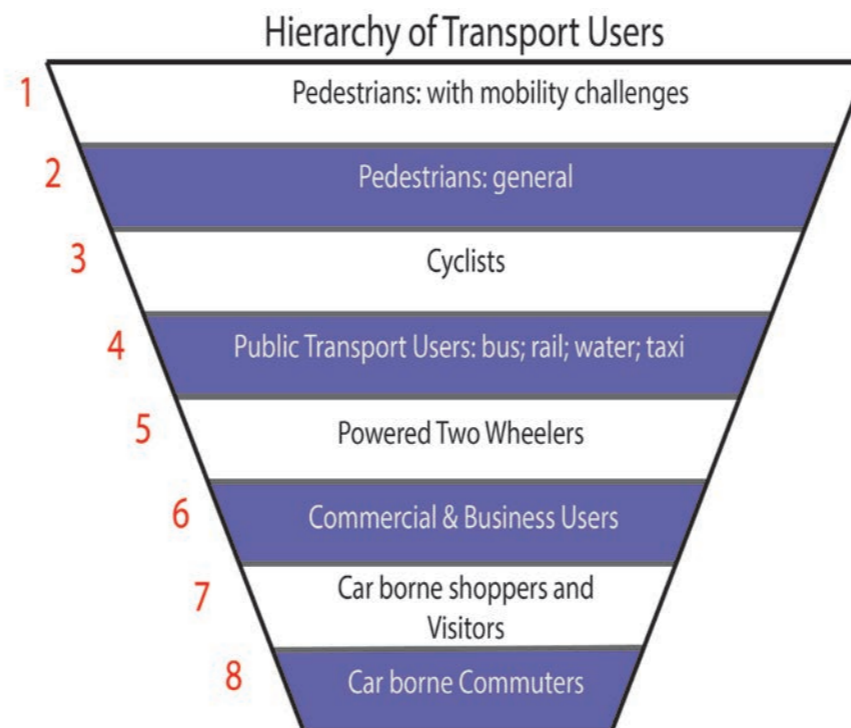 Hierarchy of Transport Users
1 Pedestrians: with mobility challenges
2 Pedestrians: general
3 Cyclists
4 Public Transport Users: bus; rail; water; taxi
5 Powered Two Wheelers
6 Commercial & Business Users
7 Car borne shoppers and
Visitors
8 Car borne Commuters